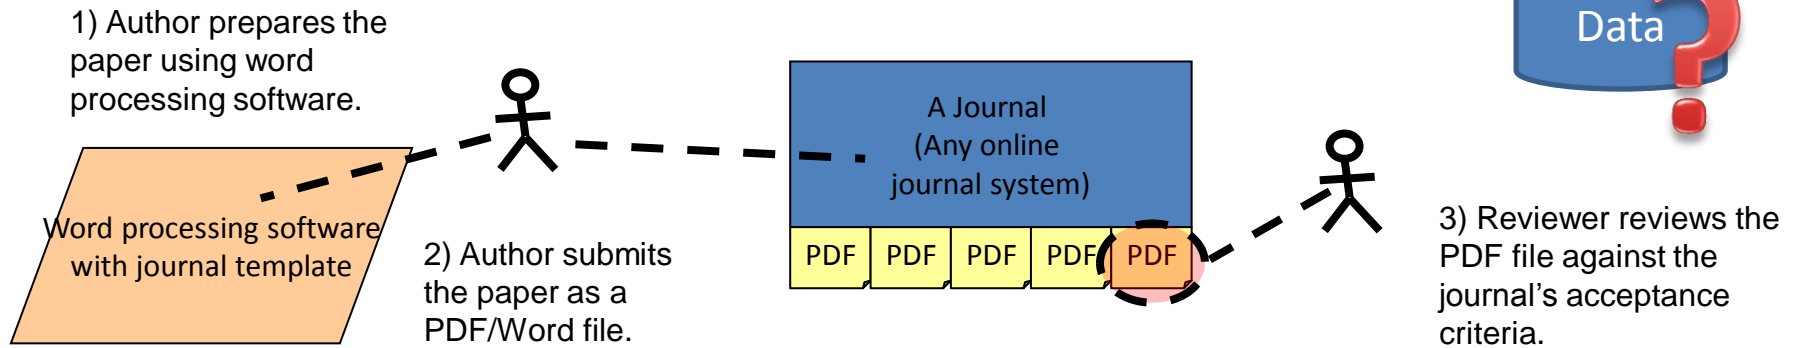 1) Author prepares the
paper using word
processing software.
Word processing software
with journal template
2) Author submits
the paper as a
PDF/Word file.
A Journal
(Any online
journal system)
PDF PDF PDF PDF PDF
Data ?
3) Reviewer reviews the
PDF file against the
journal’s acceptance
criteria.